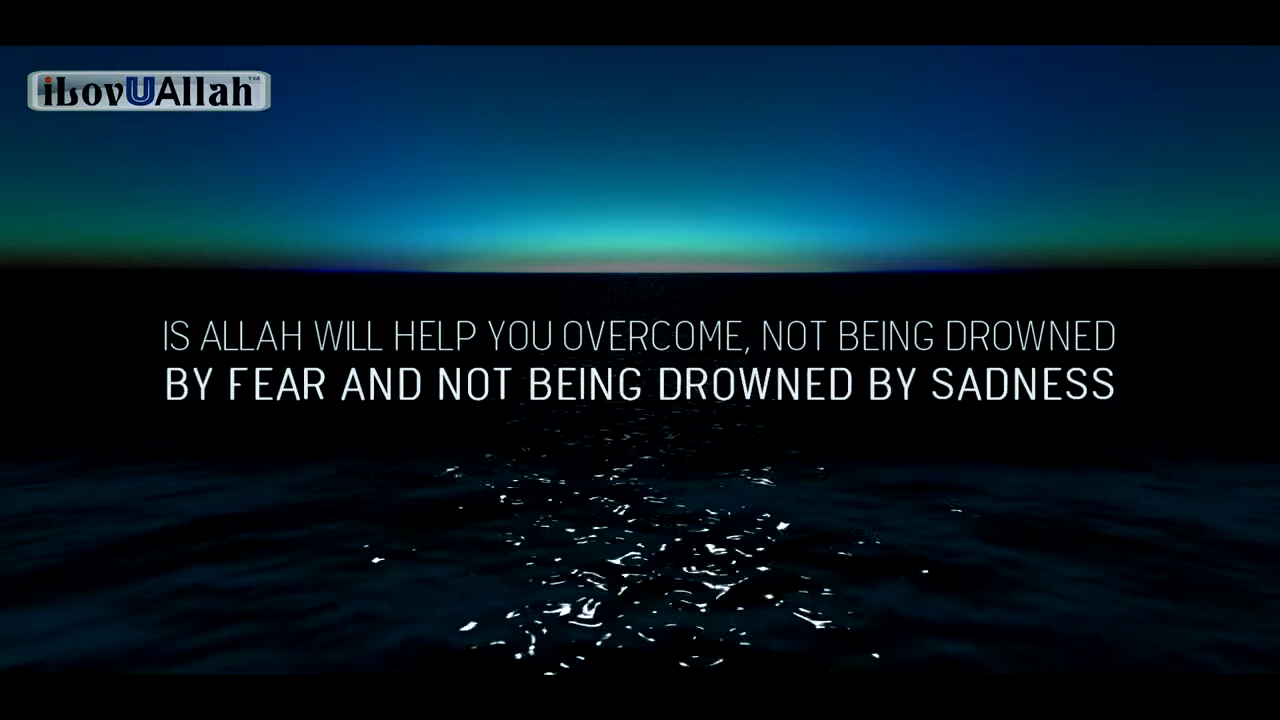 iLovUAllah™
IS ALLAH WILL HELP YOU OVERCOME, NOT BEING DROWNED
BY FEAR AND NOT BEING DROWNED BY SADNESS